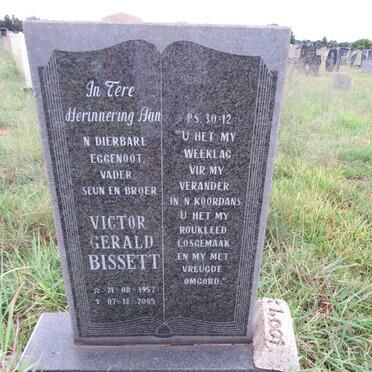 In Tere
Herinnering Aan
N DIERBARE
EGGENOOT,
VADER
SEUN EN BROER
VICTOR
GERALD
BISSETT
☆ 21-08-1957
✞ 07-12-2005
PS. 30:12
"U HET MY
WEEKLAG
VIR MY
VERANDER
IN 'N KOORDANS
U HET MY
ROUKLEED
LOSGEMAAK
EN MY MET
VREUGDE
OMGORD."